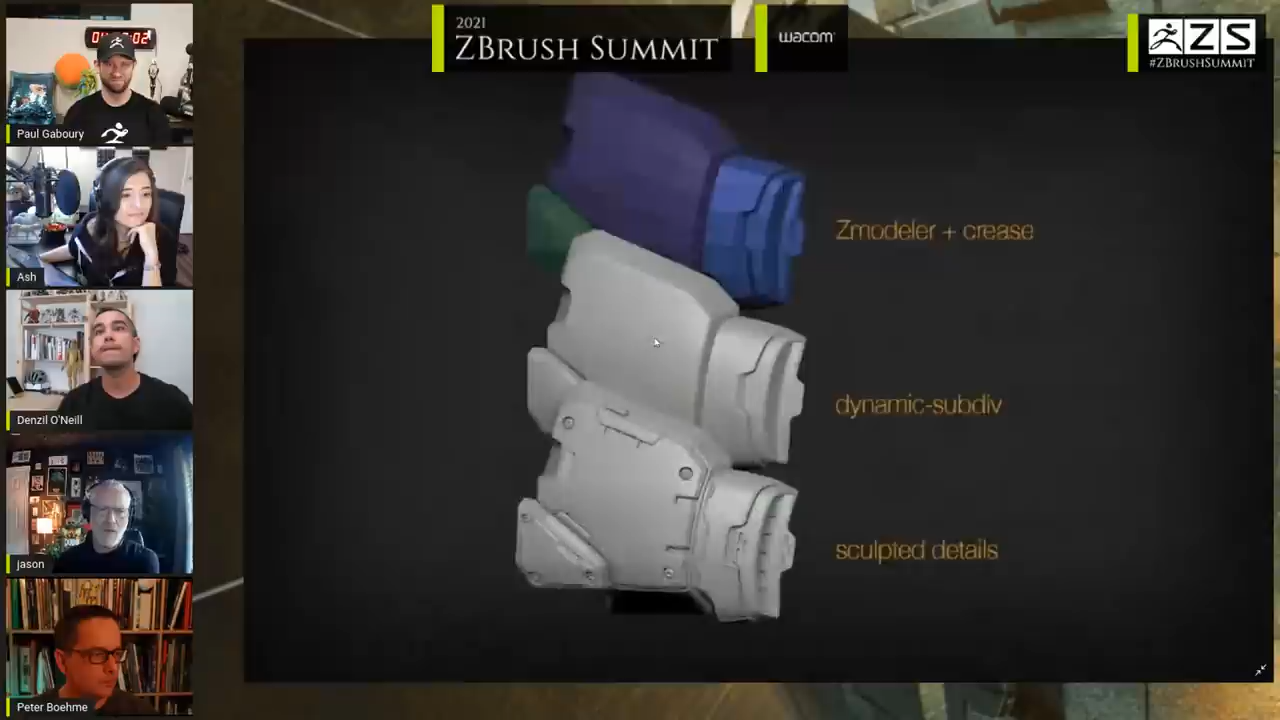 2021
ZBRUSH SUMMIT
wacom
ZS
#ZBRUSHSUMMIT
Paul Gaboury
Ash
Denzil O'Neill
jason
Peter Boehme
Zmodeler + crease
dynamic-subdiv
sculpted details